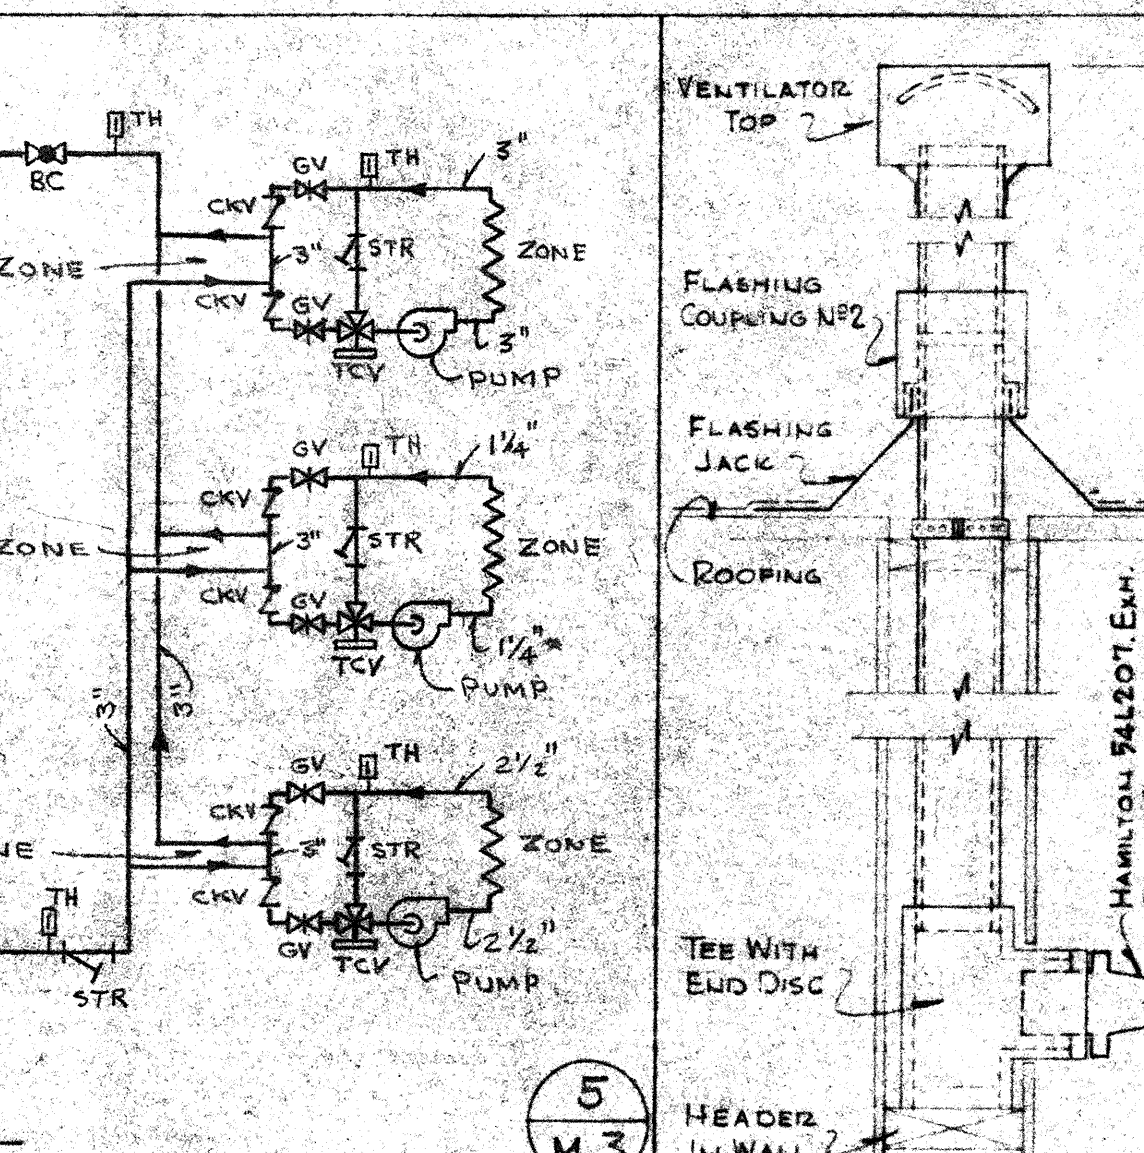 TH
BC
GV
TH
3"
CKV
STR
ZONE
3"
ZONE
CKV
GV
3"
TCV
PUMP
GV
TH
1¼"
CKV
3"
STR
ZONE
ZONE
CKV
GV
1¼"
TCV
PUMP
3"
3"
GV
TH
2½"
CKV
3"
STR
ZONE
NE
CKV
TH
GV
TCV
2½"
PUMP
STR
5
M-3
VENTILATOR
TOP
FLASHING
COUPLING Nº2
FLASHING
JACK
ROOFING
HAMILTON 54L207, EXH.
TEE WITH
END DISC
HEADER
IN WALL